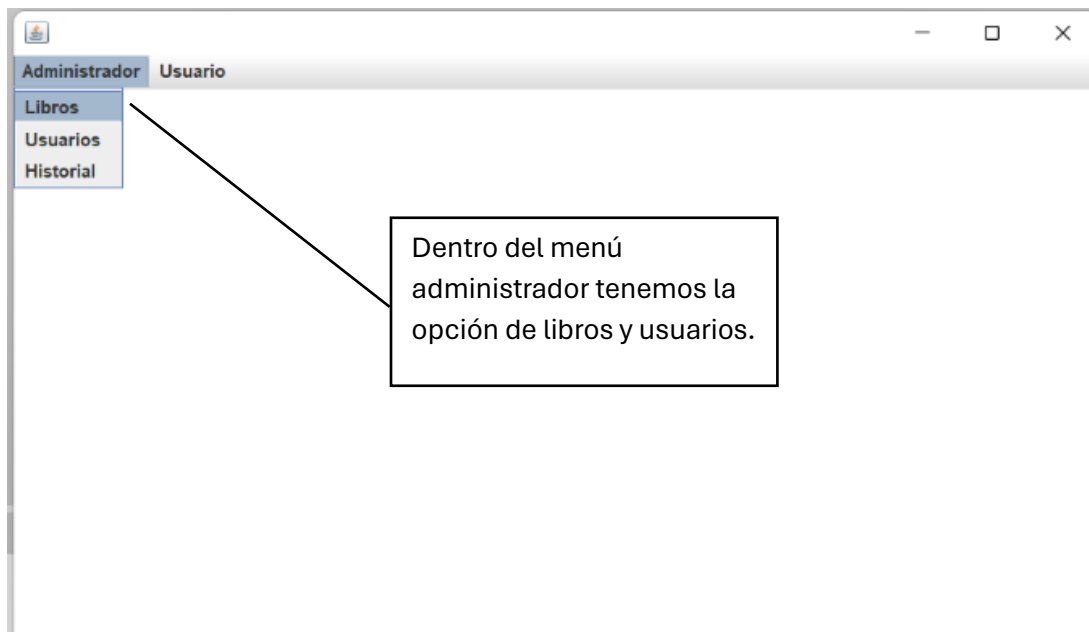 Administrador Usuario
Libros
Usuarios
Historial
Dentro del menú
administrador tenemos la
opción de libros y usuarios.